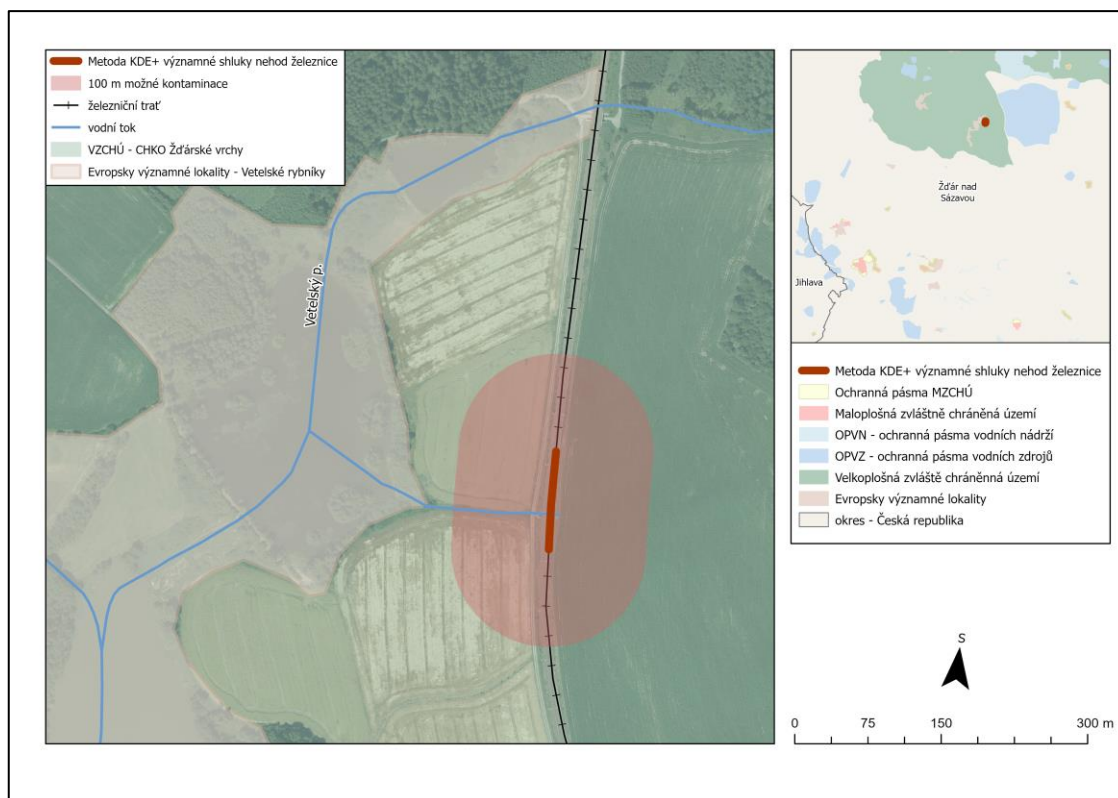 Metoda KDE+ významné shluky nehod železnice
100 m možné kontaminace
železniční trať
vodní tok
VZCHÚ - CHKO Žďárské vrchy
Evropsky významné lokality - Vetelské rybníky
Vetelský p.
Žďár nad
Sázavou
Jihlava
Metoda KDE+ významné shluky nehod železnice
Ochranná pásma MZCHÚ
Maloplošná zvláštně chráněná území
OPVN - ochranná pásma vodních nádrží
OPVZ - ochranná pásma vodních zdrojů
Velkoplošná zvláště chráněnná území
Evropsky významné lokality
okres - Česká republika
S
0 75 150 300 m